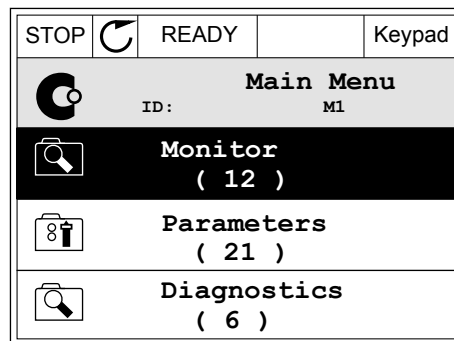 STOP READY Keypad
Main Menu
ID: M1
Monitor
( 12 )
Parameters
( 21 )
Diagnostics
( 6 )